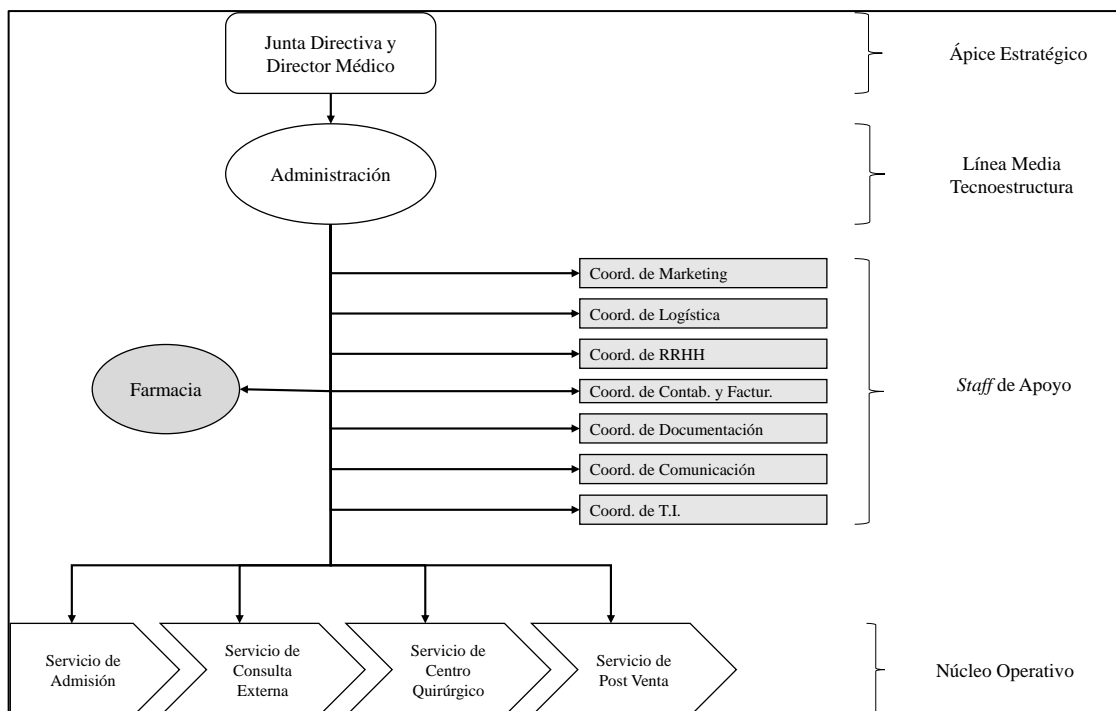 Junta Directiva y
Director Médico
Ápice Estratégico
Administración
Línea Media
Tecnoestructura
Coord. de Marketing
Coord. de Logística
Coord. de RRHH
Farmacia
Coord. de Contab. y Factur.
Staff de Apoyo
Coord. de Documentación
Coord. de Comunicación
Coord. de T.I.
Servicio de
Admisión
Servicio de
Consulta
Externa
Servicio de
Centro
Quirúrgico
Servicio de
Post Venta
Núcleo Operativo